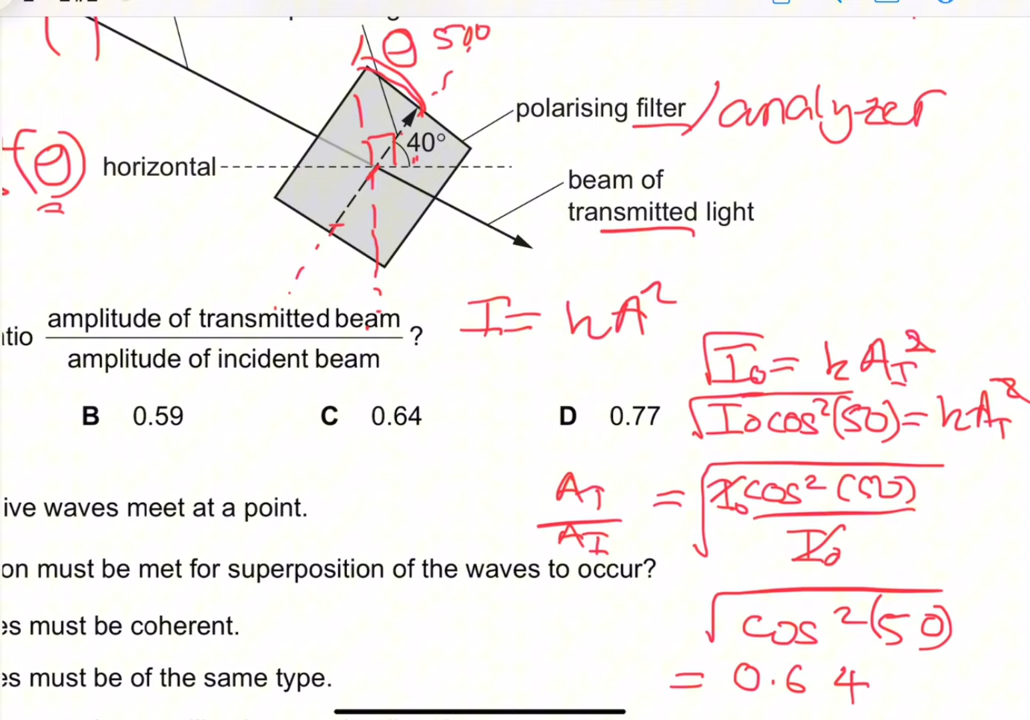 θ 50°
polarising filter /analyzer
40°
(θ) horizontal
beam of
transmitted light
amplitude of transmitted beam
amplitude of incident beam ?
I = kA²
√I₀ = kA_I²
B 0.59 C 0.64 D 0.77
√I₀cos²(50) = kA_T²
A_T/A_I = √I₀cos²(50)/I₀
ive waves meet at a point.
on must be met for superposition of the waves to occur?
√cos²(50)
es must be coherent.
es must be of the same type.
= 0.64